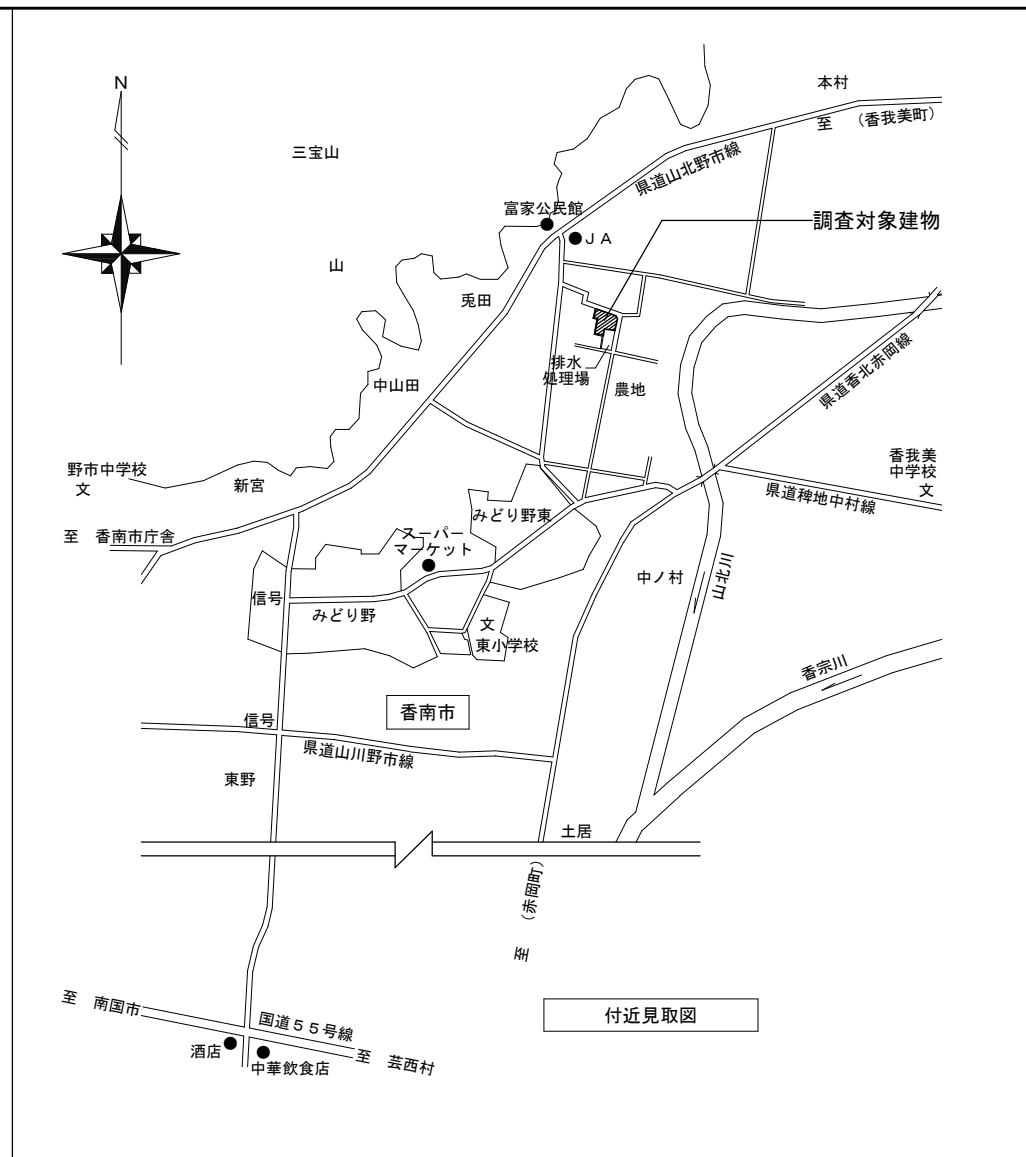 N
本村
至 (香我美町)
三宝山
県道山北野市線
富家公民館
調査対象建物
JA
山
兎田
県道香北赤岡線
排水
処理場
農地
中山田
香我美
中学校
文
野市中学校
文
新宮
県道稗地中村線
みどり野東
至 香南市庁舎
スーパー
マーケット
中ノ村
山北川
信号
みどり野
文
東小学校
香宗川
香南市
信号
県道山川野市線
東野
土居
至 (赤岡町)
至 南国市
国道55号線
付近見取図
酒店
中華飲食店
至 芸西村